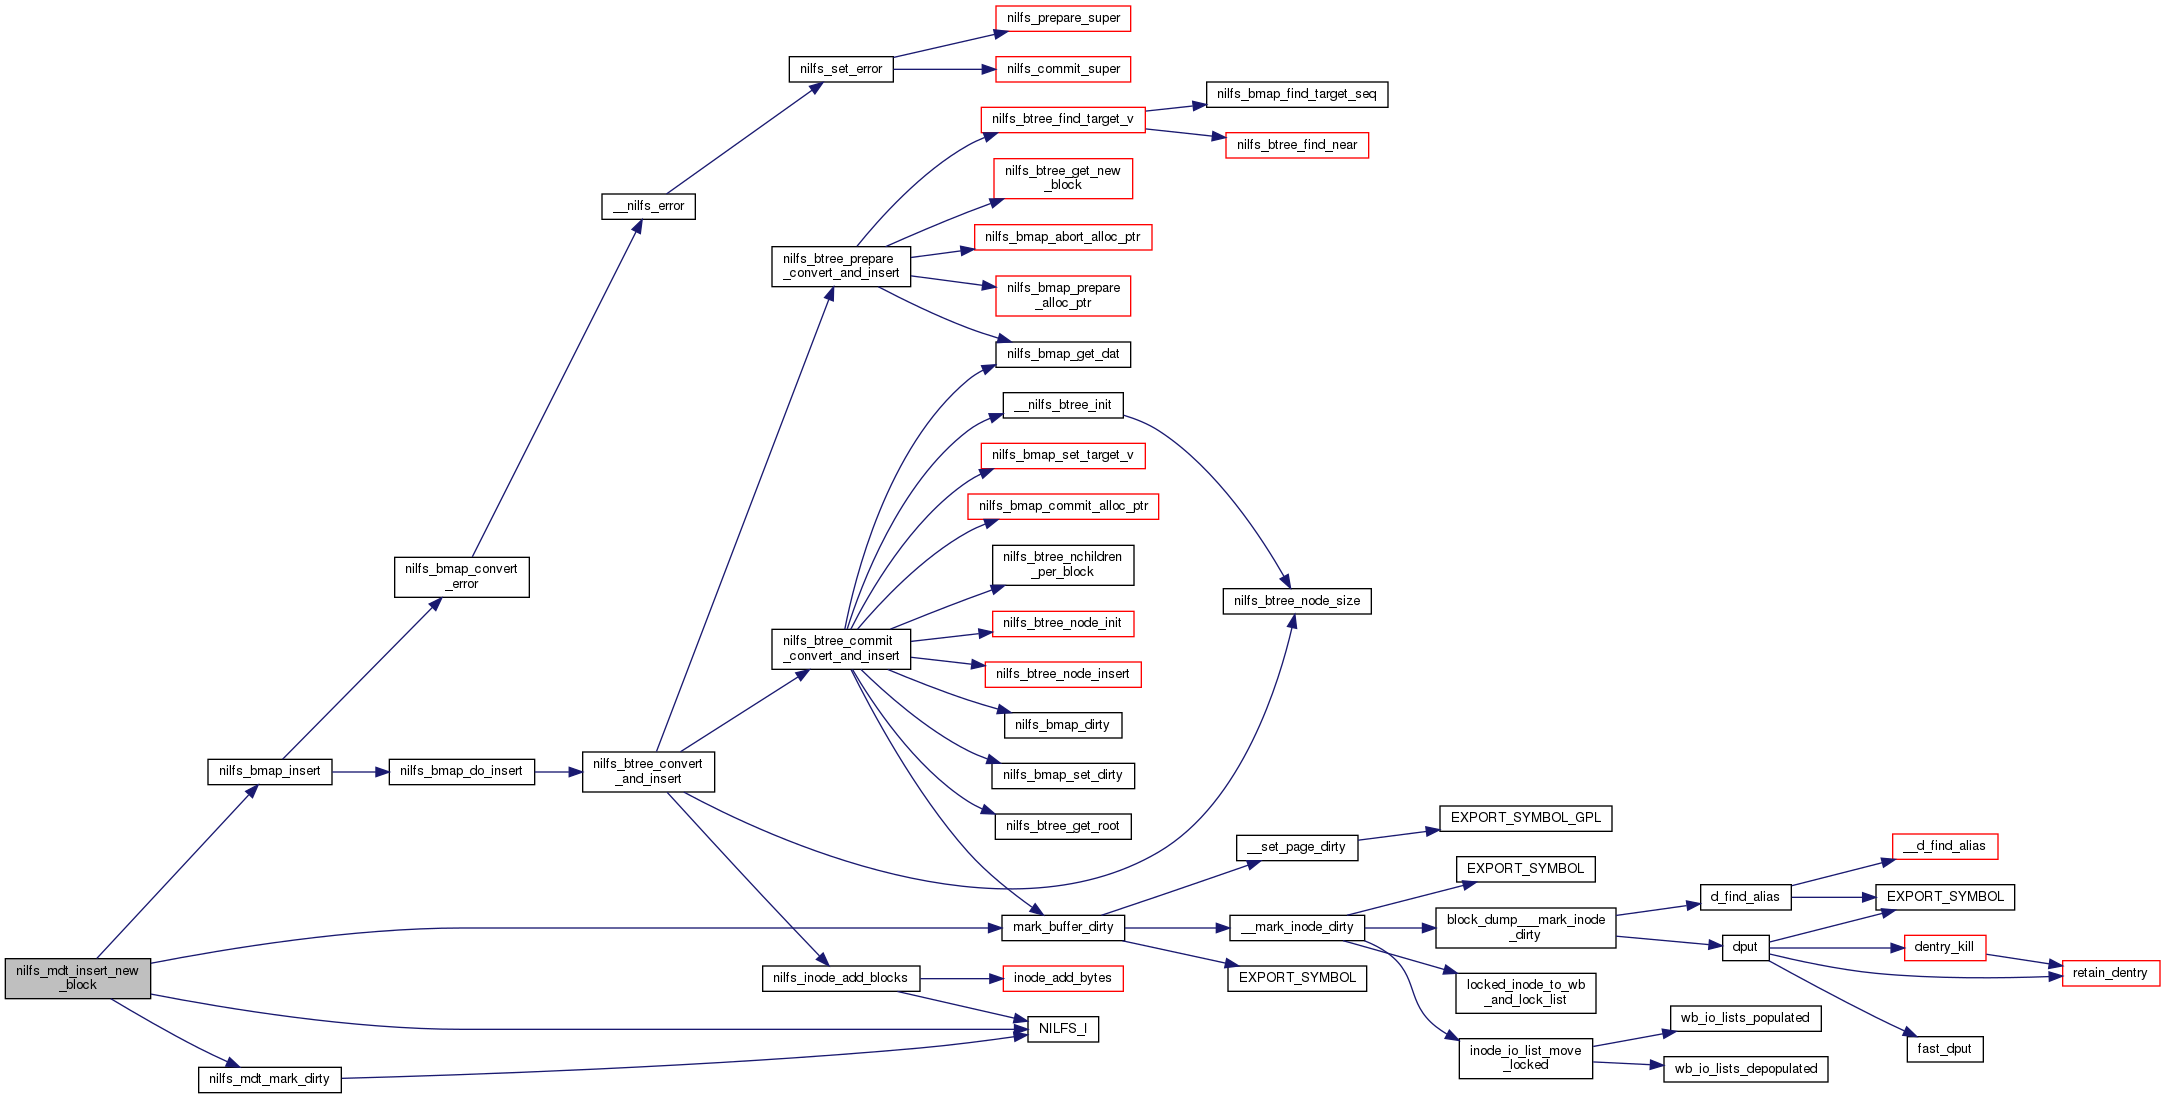 nilfs_prepare_super
nilfs_set_error
nilfs_commit_super
nilfs_bmap_find_target_seq
nilfs_btree_find_target_v
nilfs_btree_find_near
nilfs_btree_get_new
_block
__nilfs_error
nilfs_bmap_abort_alloc_ptr
nilfs_btree_prepare
_convert_and_insert
nilfs_bmap_prepare
_alloc_ptr
nilfs_bmap_get_dat
__nilfs_btree_init
nilfs_bmap_set_target_v
nilfs_bmap_commit_alloc_ptr
nilfs_btree_nchildren
_per_block
nilfs_bmap_convert
_error
nilfs_btree_node_size
nilfs_btree_node_init
nilfs_btree_commit
_convert_and_insert
nilfs_btree_node_insert
nilfs_bmap_dirty
nilfs_bmap_insert
nilfs_bmap_do_insert
nilfs_btree_convert
_and_insert
nilfs_bmap_set_dirty
nilfs_btree_get_root
EXPORT_SYMBOL_GPL
__set_page_dirty
__d_find_alias
EXPORT_SYMBOL
d_find_alias
EXPORT_SYMBOL
mark_buffer_dirty
__mark_inode_dirty
block_dump___mark_inode
_dirty
dput
dentry_kill
retain_dentry
nilfs_mdt_insert_new
_block
nilfs_inode_add_blocks
inode_add_bytes
EXPORT_SYMBOL
locked_inode_to_wb
_and_lock_list
NILFS_I
wb_io_lists_populated
inode_io_list_move
_locked
fast_dput
wb_io_lists_depopulated
nilfs_mdt_mark_dirty